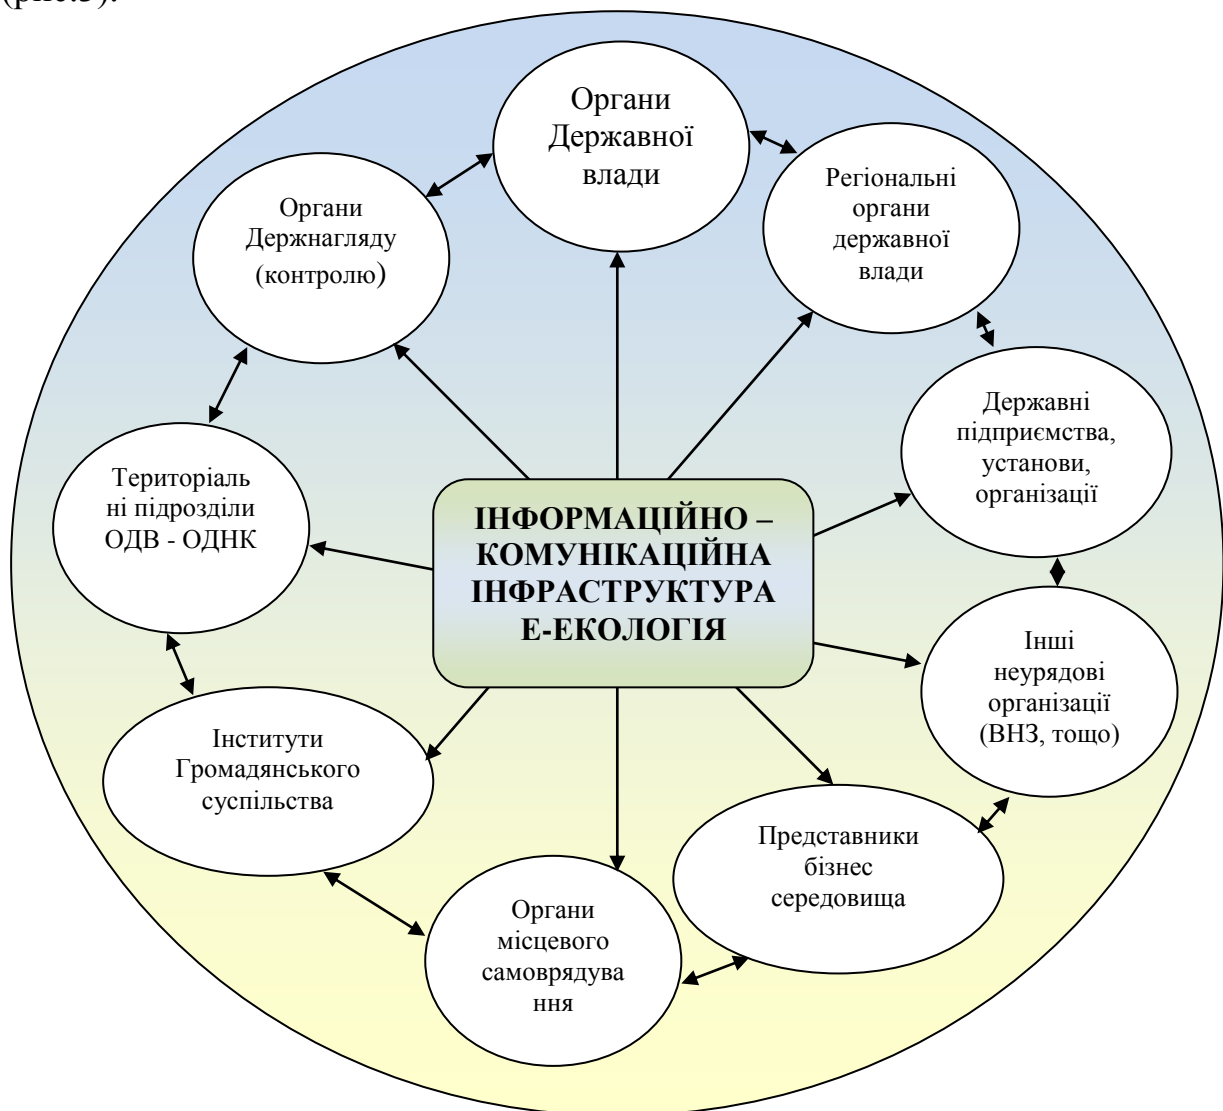 (рис.3).
Органи
Державної
влади
Регіональні
органи
державної
влади
Органи
Держнагляду
(контролю)
Державні
підприємства,
установи,
організації
Територіаль
ні підрозділи
ОДВ - ОДНК
ІНФОРМАЦІЙНО –
КОМУНІКАЦІЙНА
ІНФРАСТРУКТУРА
Е-ЕКОЛОГІЯ
Інші
неурядові
організації
(ВНЗ, тощо)
Інститути
Громадянського
суспільства
Представники
бізнес
середовища
Органи
місцевого
самоврядува
ння